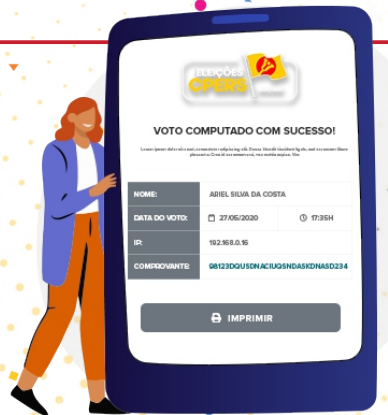 ELEIÇÕES
CPERS
VOTO COMPUTADO COM SUCESSO!
NOME: ARIEL SILVA DA COSTA
DATA DO VOTO: 27/05/2020 17:35H
IP: 192.168.0.16
COMPROVANTE: 98123DQUSDNACIUQSNDASKDNASD234
IMPRIMIR